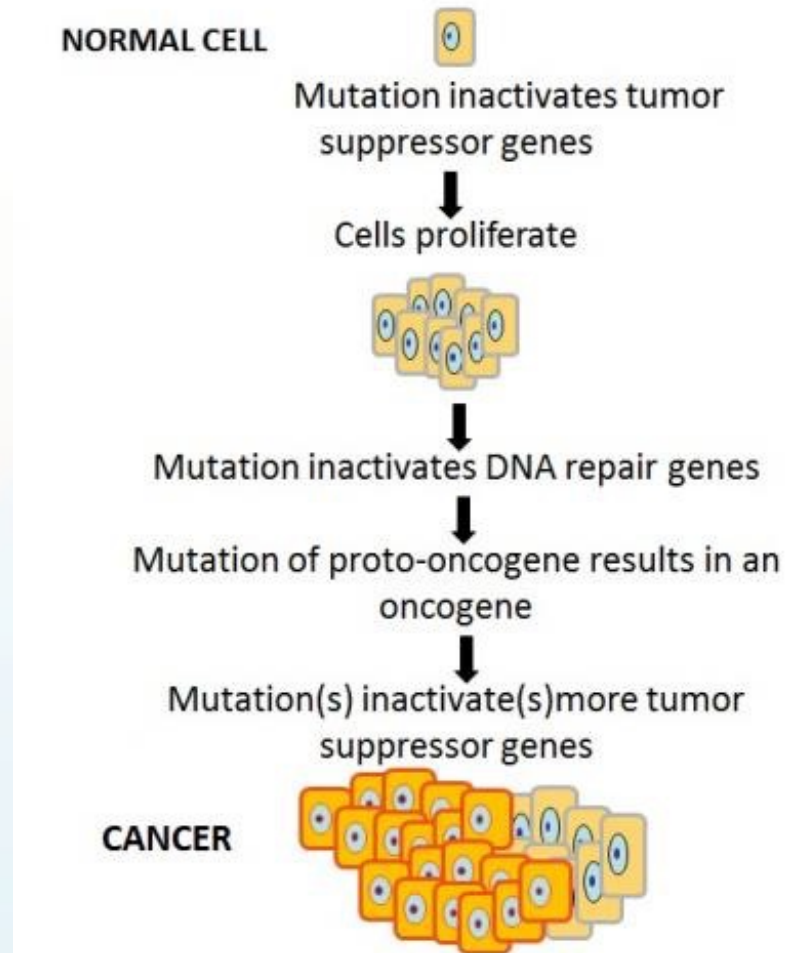 NORMAL CELL
Mutation inactivates tumor
suppressor genes
Cells proliferate
Mutation inactivates DNA repair genes
Mutation of proto-oncogene results in an
oncogene
Mutation(s) inactivate(s)more tumor
suppressor genes
CANCER